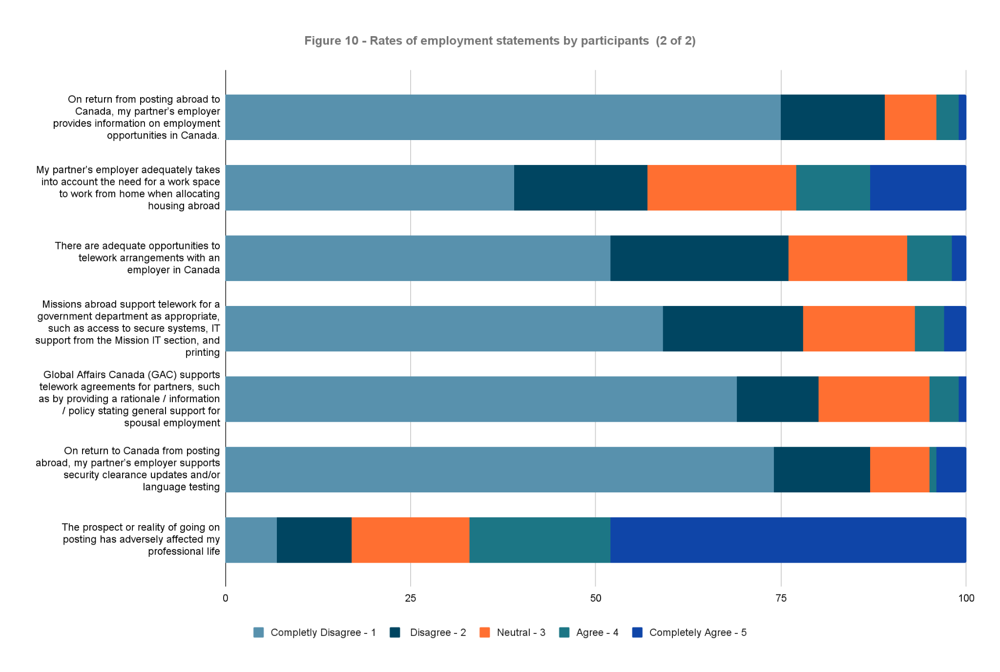 Figure 10 - Rates of employment statements by participants (2 of 2)
On return from posting abroad to
Canada, my partner’s employer
provides information on employment
opportunities in Canada.
My partner’s employer adequately takes
into account the need for a work space
to work from home when allocating
housing abroad
There are adequate opportunities to
telework arrangements with an
employer in Canada
Missions abroad support telework for a
government department as appropriate,
such as access to secure systems, IT
support from the Mission IT section, and
printing
Global Affairs Canada (GAC) supports
telework agreements for partners, such
as by providing a rationale / information
/ policy stating general support for
spousal employment
On return to Canada from posting
abroad, my partner’s employer supports
security clearance updates and/or
language testing
The prospect or reality of going on
posting has adversely affected my
professional life
0 25 50 75 100
Completly Disagree - 1 Disagree - 2 Neutral - 3 Agree - 4 Completely Agree - 5